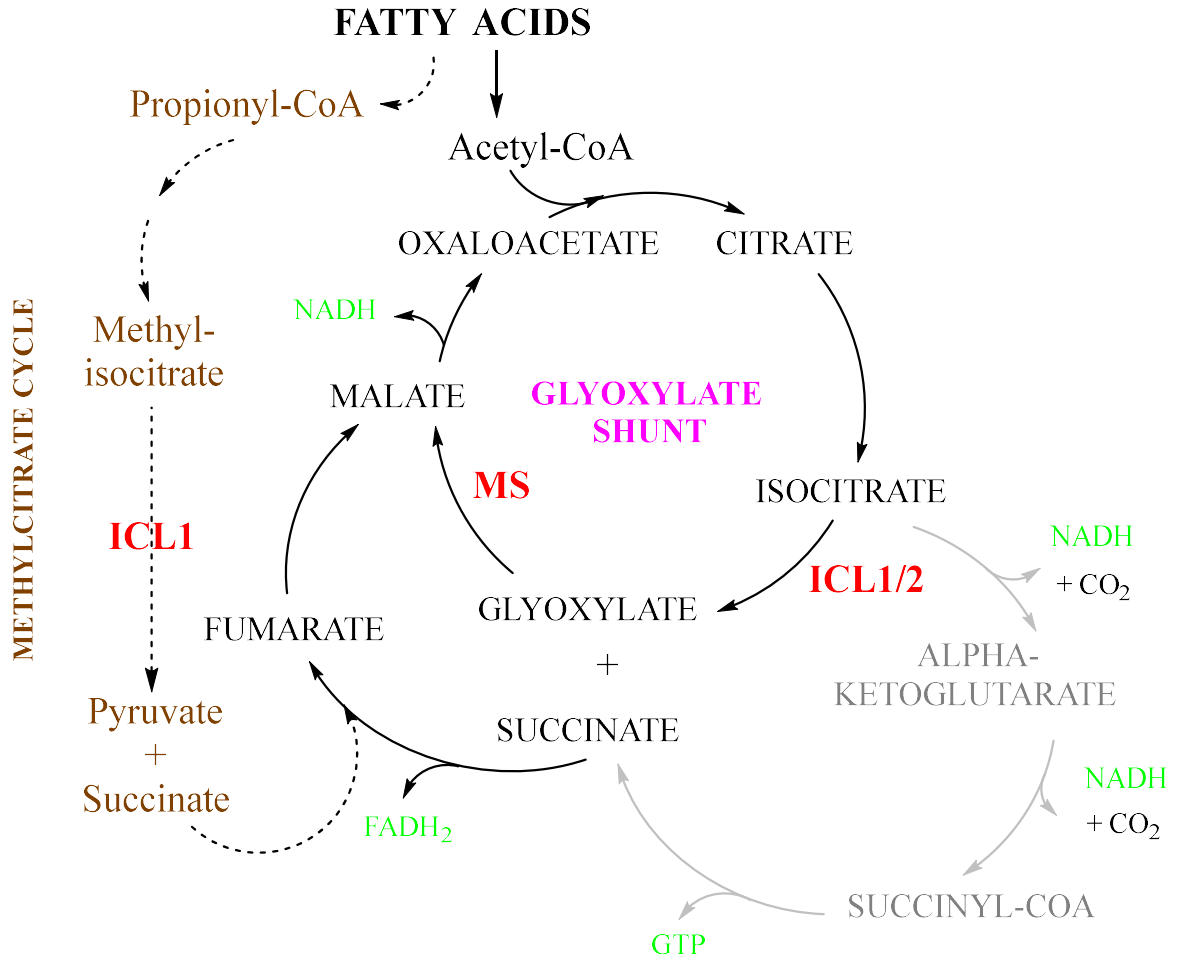 FATTY ACIDS
Propionyl-CoA
Acetyl-CoA
OXALOACETATE
CITRATE
NADH
METHYLCITRATE CYCLE
Methyl-
isocitrate
MALATE
GLYOXYLATE
SHUNT
MS
ISOCITRATE
ICL1
ICL1/2
NADH
+ CO₂
GLYOXYLATE
FUMARATE
+
ALPHA-
KETOGLUTARATE
Pyruvate
+
Succinate
SUCCINATE
NADH
+ CO₂
FADH₂
SUCCINYL-COA
GTP